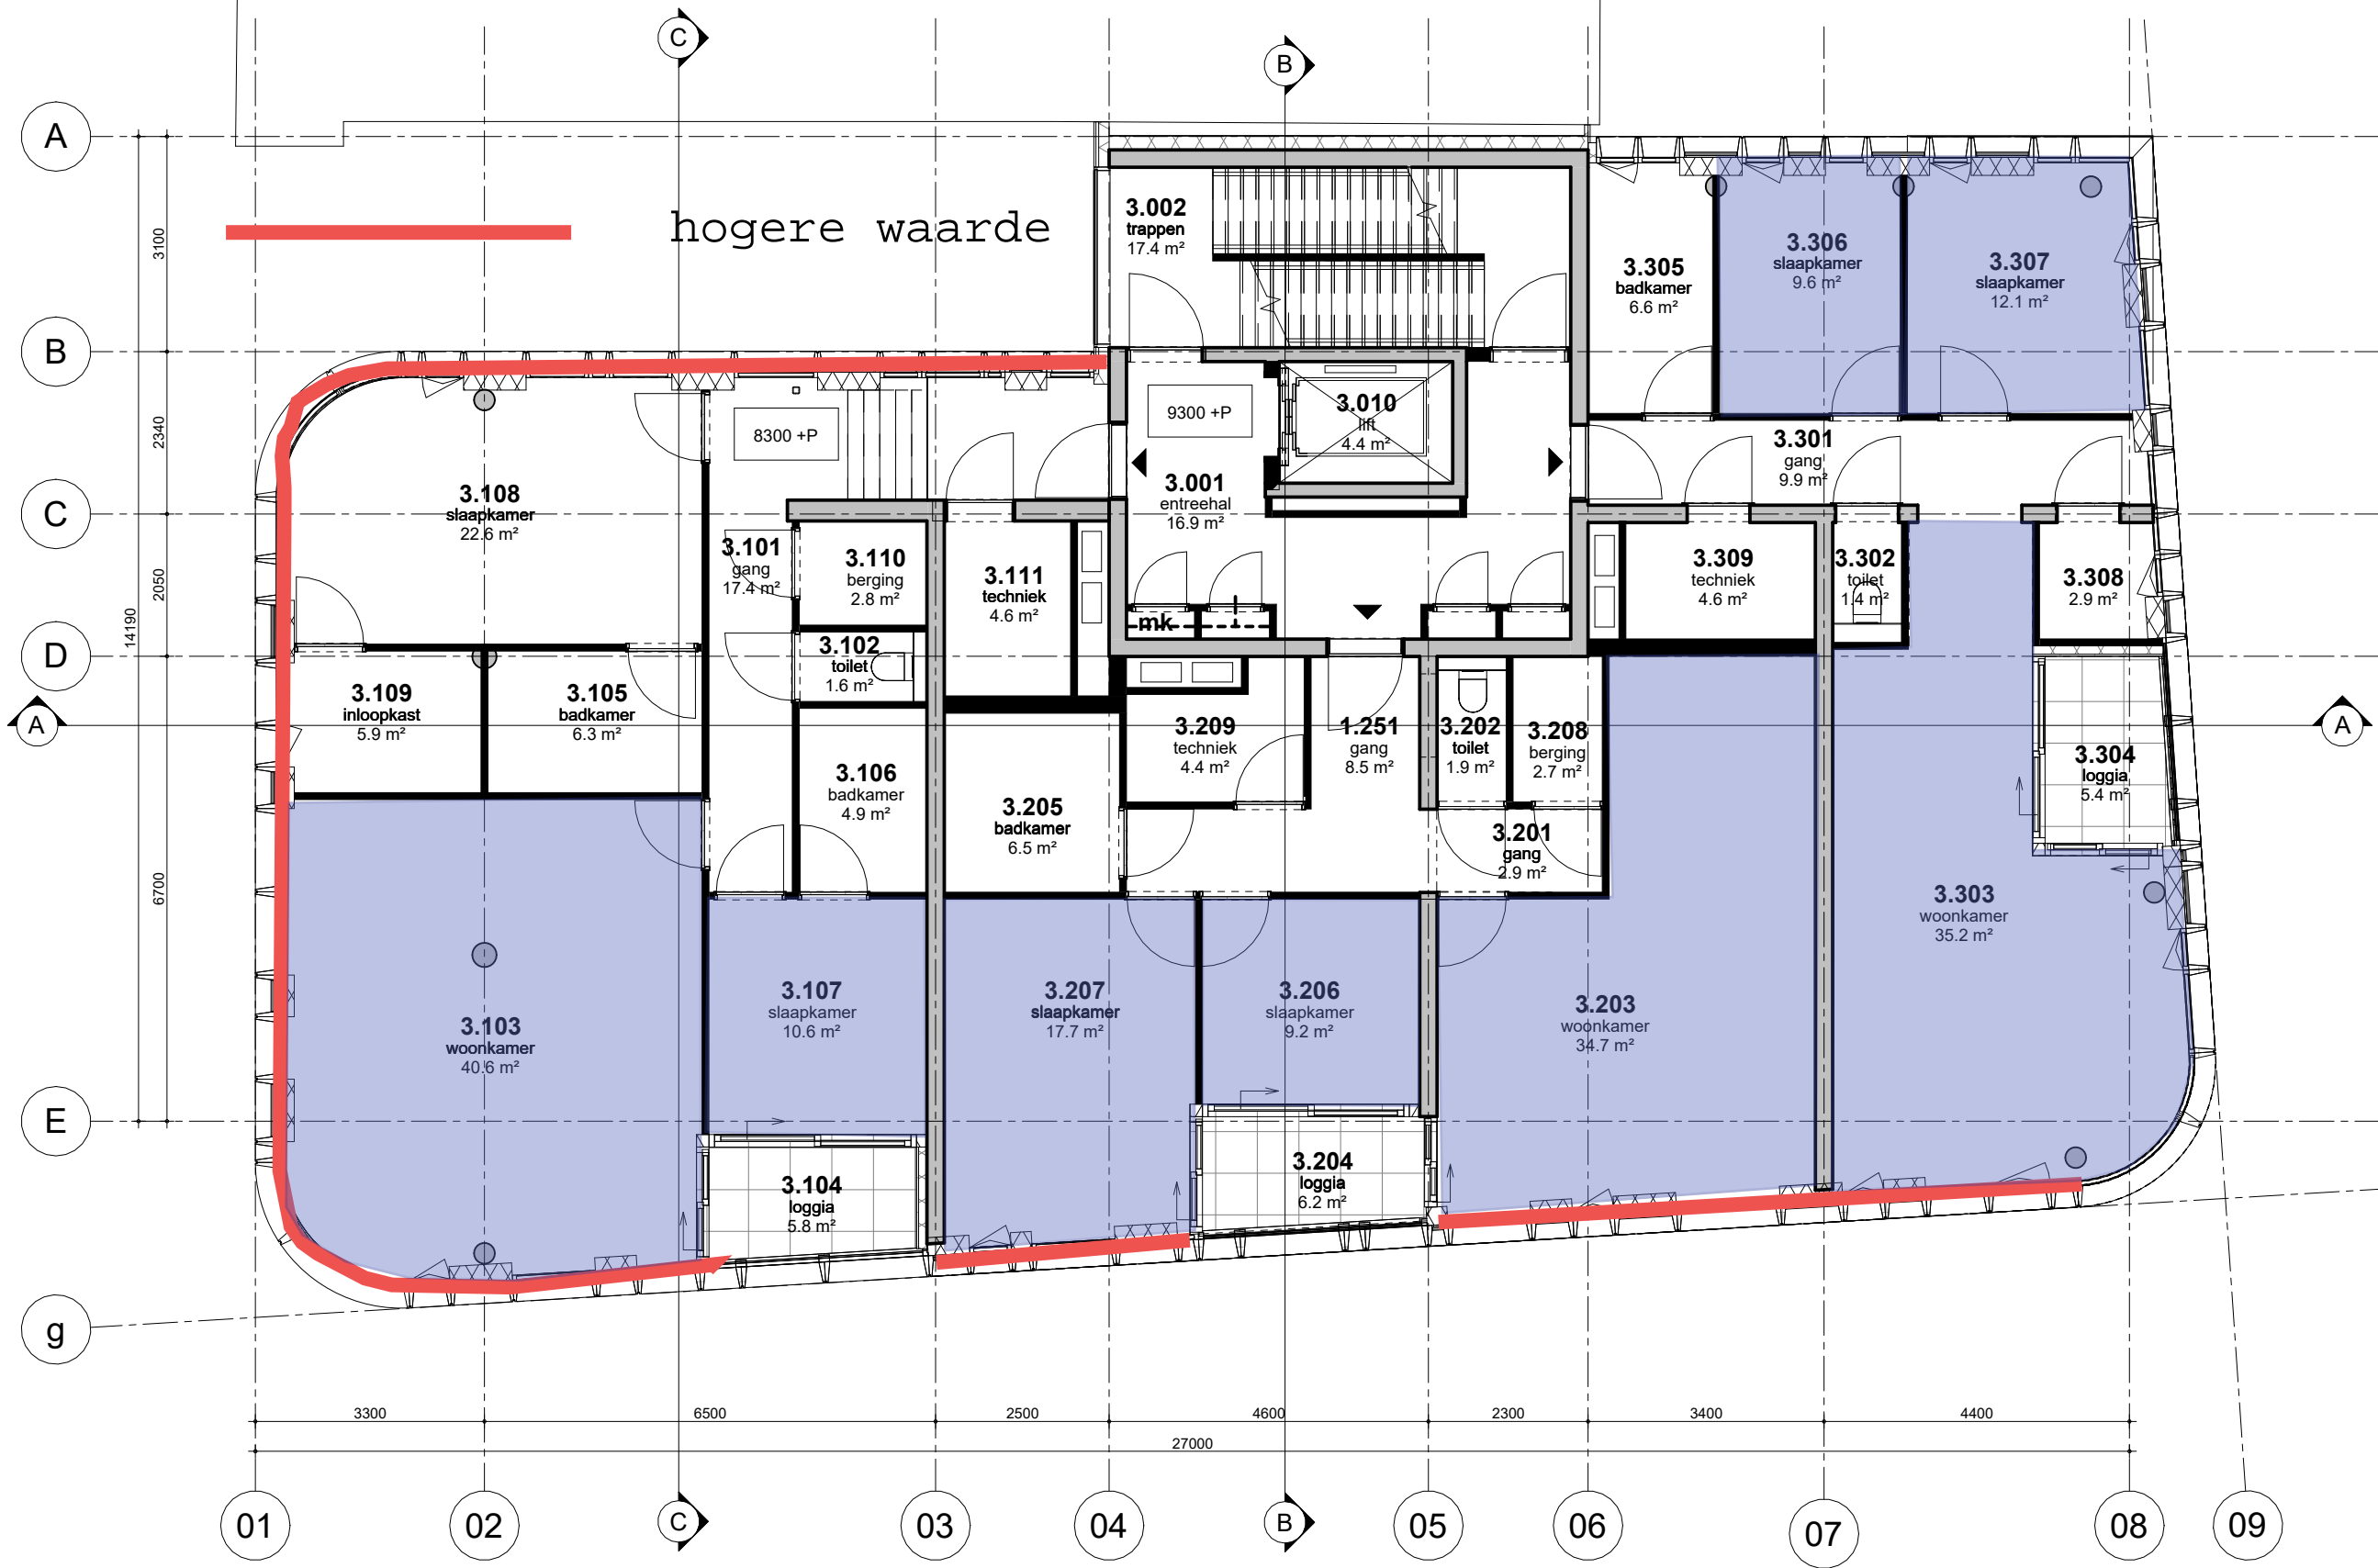 C
B
A
3.002
trappen
17.4 m²
hogere waarde
3100
3.305
badkamer
6.6 m²
3.306
slaapkamer
9.6 m²
3.307
slaapkamer
12.1 m²
B
2340
8300 +P
9300 +P
3.010
lift
4.4 m²
3.301
gang
9.9 m²
3.108
slaapkamer
22.6 m²
3.001
entreehal
16.9 m²
C
2050
14190
3.101
gang
17.4 m²
3.110
berging
2.8 m²
3.111
techniek
4.6 m²
3.309
techniek
4.6 m²
3.302
toilet
1.4 m²
3.308
2.9 m²
mk
D
3.102
toilet
1.6 m²
3.109
inloopkast
5.9 m²
3.105
badkamer
6.3 m²
A
3.209
techniek
4.4 m²
1.251
gang
8.5 m²
3.202
toilet
1.9 m²
3.208
berging
2.7 m²
A
3.304
loggia
5.4 m²
3.106
badkamer
4.9 m²
3.205
badkamer
6.5 m²
3.201
gang
2.9 m²
6700
3.303
woonkamer
35.2 m²
3.103
woonkamer
40.6 m²
3.107
slaapkamer
10.6 m²
3.207
slaapkamer
17.7 m²
3.206
slaapkamer
9.2 m²
3.203
woonkamer
34.7 m²
E
3.104
loggia
5.8 m²
3.204
loggia
6.2 m²
g
3300
6500
2500
4600
2300
3400
4400
27000
01
02
C
03
04
B
05
06
07
08
09